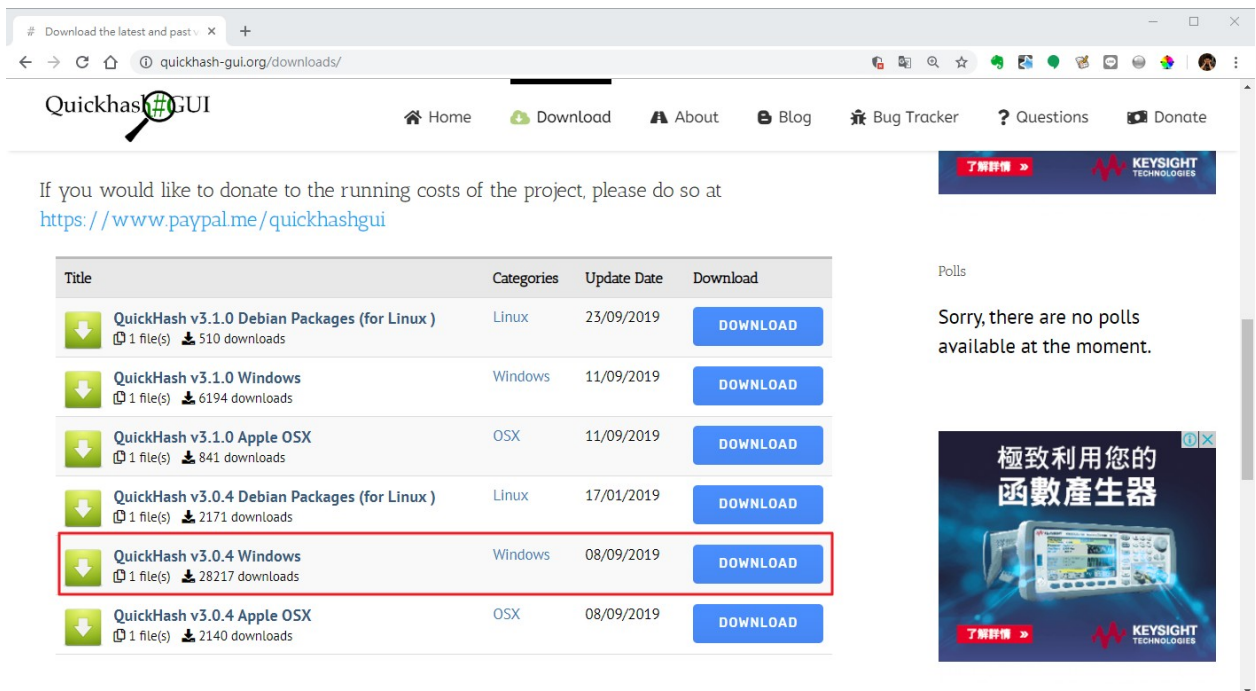 Download the latest and past v
quickhash-gui.org/downloads/
Quickhash#GUI
Home
Download
About
Blog
Bug Tracker
Questions
Donate
了解詳情 »
KEYSIGHT
TECHNOLOGIES
If you would like to donate to the running costs of the project, please do so at
https://www.paypal.me/quickhashgui
Title Categories Update Date Download
QuickHash v3.1.0 Debian Packages (for Linux ) Linux 23/09/2019 DOWNLOAD
1 file(s) 510 downloads
QuickHash v3.1.0 Windows Windows 11/09/2019 DOWNLOAD
1 file(s) 6194 downloads
QuickHash v3.1.0 Apple OSX OSX 11/09/2019 DOWNLOAD
1 file(s) 841 downloads
QuickHash v3.0.4 Debian Packages (for Linux ) Linux 17/01/2019 DOWNLOAD
1 file(s) 2171 downloads
QuickHash v3.0.4 Windows Windows 08/09/2019 DOWNLOAD
1 file(s) 28217 downloads
QuickHash v3.0.4 Apple OSX OSX 08/09/2019 DOWNLOAD
1 file(s) 2140 downloads
Polls
Sorry, there are no polls
available at the moment.
極致利用您的
函數產生器
了解詳情 »
KEYSIGHT
TECHNOLOGIES